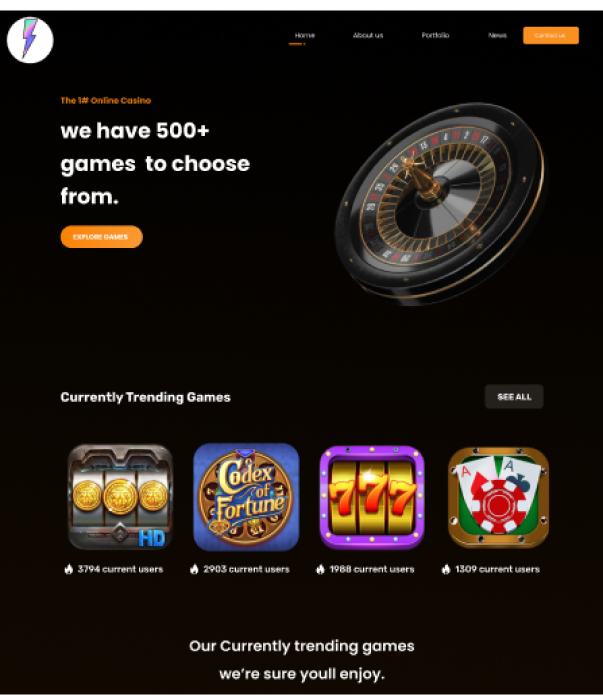 Home
About us
Portfolio
News
Contact us
The 1# Online Casino
we have 500+
games to choose
from.
EXPLORE GAMES
Currently Trending Games
SEE ALL
HD
Codex
of
Fortune
777
A
A
3794 current users
2903 current users
1988 current users
1309 current users
Our Currently trending games
we're sure youll enjoy.